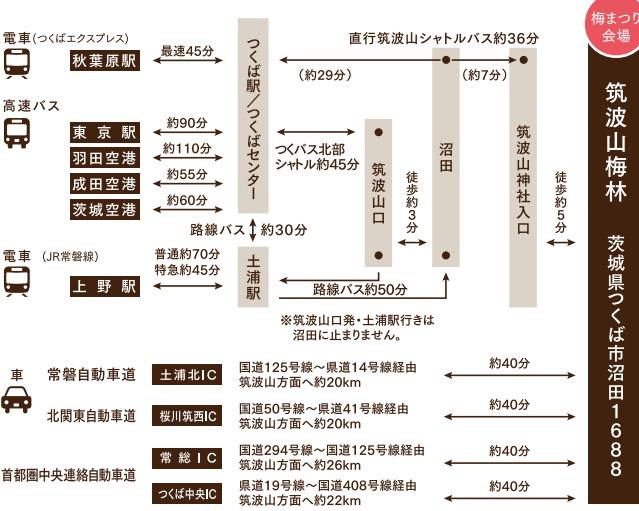 梅まつり
会場
電車(つくばエクスプレス)
秋葉原駅
最速45分
つくば駅/つくばセンター
直行筑波山シャトルバス約36分
(約29分)
(約7分)
高速バス
東京駅
約90分
羽田空港
約110分
成田空港
約55分
茨城空港
約60分
つくバス北部
シャトル約45分
筑波山口
徒歩約3分
沼田
筑波山神社入口
徒歩約5分
筑波山梅林
茨城県つくば市沼田1688
路線バス 約30分
電車 (JR常磐線)
上野駅
普通約70分
特急約45分
土浦駅
路線バス約50分
※筑波山口発・土浦駅行きは
沼田に止まりません。
車
常磐自動車道
土浦北IC
国道125号線～県道14号線経由
筑波山方面へ約20km
約40分
北関東自動車道
桜川筑西IC
国道50号線～県道41号線経由
筑波山方面へ約20km
約40分
首都圏中央連絡自動車道
常総IC
国道294号線～国道125号線経由
筑波山方面へ約26km
約40分
つくば中央IC
県道19号線～国道408号線経由
筑波山方面へ約22km
約40分